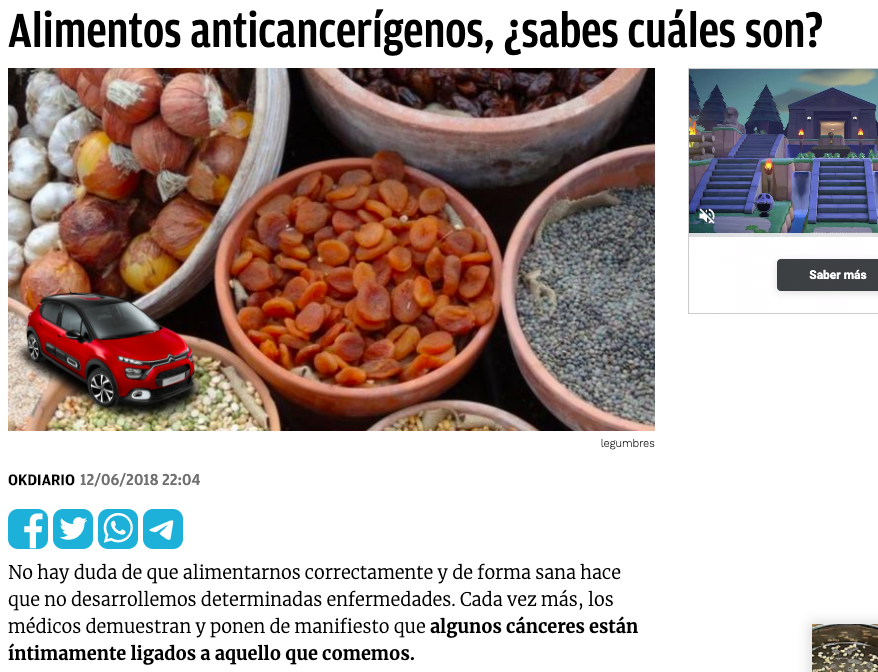 Alimentos anticancerígenos, ¿sabes cuáles son?
Saber más
legumbres
OKDIARIO 12/06/2018 22:04
No hay duda de que alimentarnos correctamente y de forma sana hace
que no desarrollemos determinadas enfermedades. Cada vez más, los
médicos demuestran y ponen de manifiesto que algunos cánceres están
íntimamente ligados a aquello que comemos.